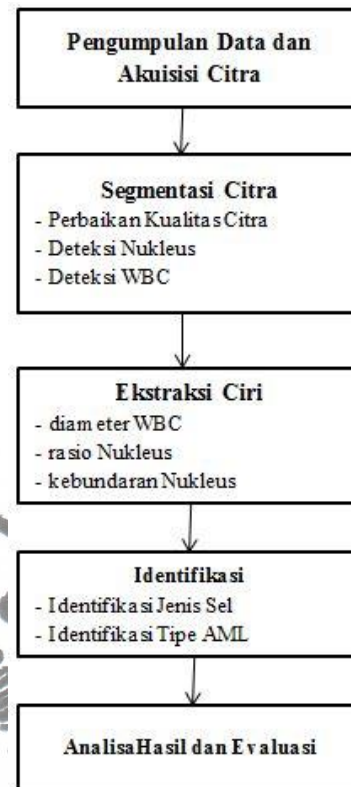 Pengumpulan Data dan
Akuisisi Citra
Segmentasi Citra
- Perbaikan Kualitas Citra
- Deteksi Nukleus
- Deteksi WBC
Ekstraksi Ciri
- diameter WBC
- rasio Nukleus
- kebundaran Nukleus
Identifikasi
- Identifikasi Jenis Sel
- Identifikasi Tipe AML
Analisa Hasil dan Evaluasi